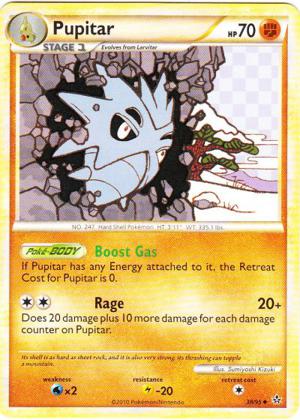 Pupitar
HP 70
STAGE 1 Evolves from Larvitar
NO. 247 Hard Shell Pokémon HT: 3'11" WT: 335.1 lbs.
Poké-BODY Boost Gas
If Pupitar has any Energy attached to it, the Retreat
Cost for Pupitar is 0.
Rage 20+
Does 20 damage plus 10 more damage for each damage
counter on Pupitar.
Its shell is as hard as sheet rock, and it is also very strong. Its thrashing can topple
a mountain.
Illus. Sumiyoshi Kizuki
weakness resistance retreat cost
×2 -20
©2010 Pokémon/Nintendo